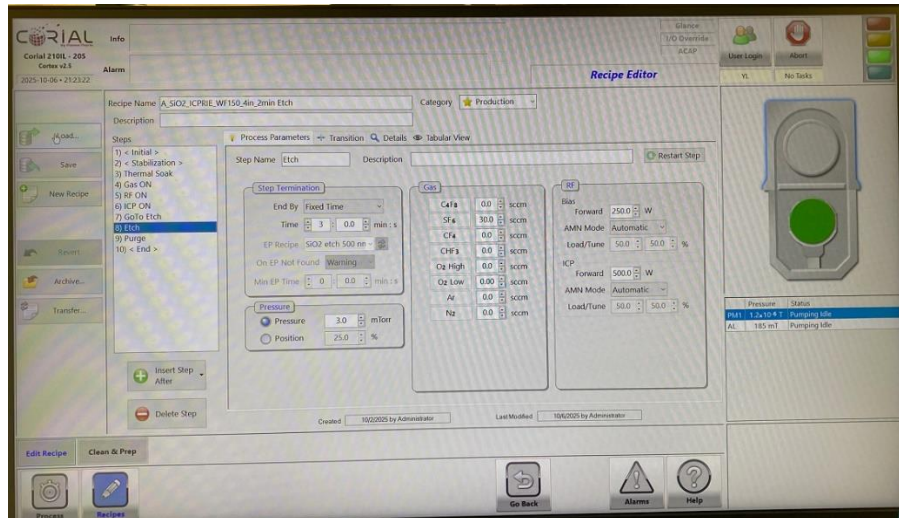 CORIAL
Corial 210IL - 205
Cortex v2.5
2025-10-06 • 21:23:22
Info
Alarm
Glance
I/O Override
ACAP
Recipe Editor
User Login
YL
Abort
No Tasks
Load...
Save
New Recipe
Revert
Archive...
Transfer...
Recipe Name A_SiO2_ICPRIE_WF150_4in_2min Etch
Category Production
Description
Steps
1) < Initial >
2) < Stabilization >
3) Thermal Soak
4) Gas ON
5) RF ON
6) ICP ON
7) GoTo Etch
8) Etch
9) Purge
10) < End >
Insert Step After
Delete Step
Process Parameters Transition Details Tabular View
Step Name Etch Description Restart Step
Step Termination
End By Fixed Time
Time 3 : 0.0 min : s
EP Recipe SiO2 etch 500 nm
On EP Not Found Warning
Min EP Time 0 : 0.0 min : s
Pressure
Pressure 3.0 mTorr
Position 25.0 %
Gas
C4F8 0.0 sccm
SF6 30.0 sccm
CF4 0.0 sccm
CHF3 0.0 sccm
O2 High 0.0 sccm
O2 Low 0.00 sccm
Ar 0.0 sccm
N2 0.0 sccm
RF
Bias
Forward 250.0 W
AMN Mode Automatic
Load/Tune 50.0 50.0 %
ICP
Forward 500.0 W
AMN Mode Automatic
Load/Tune 50.0 50.0 %
Created 10/2/2025 by Administrator
Last Modified 10/6/2025 by Administrator
Pressure Status
PM1 Pumping Idle
AL 185 mT Pumping Idle
Edit Recipe Clean & Prep
Process
Recipes
Go Back
Alarms
Help